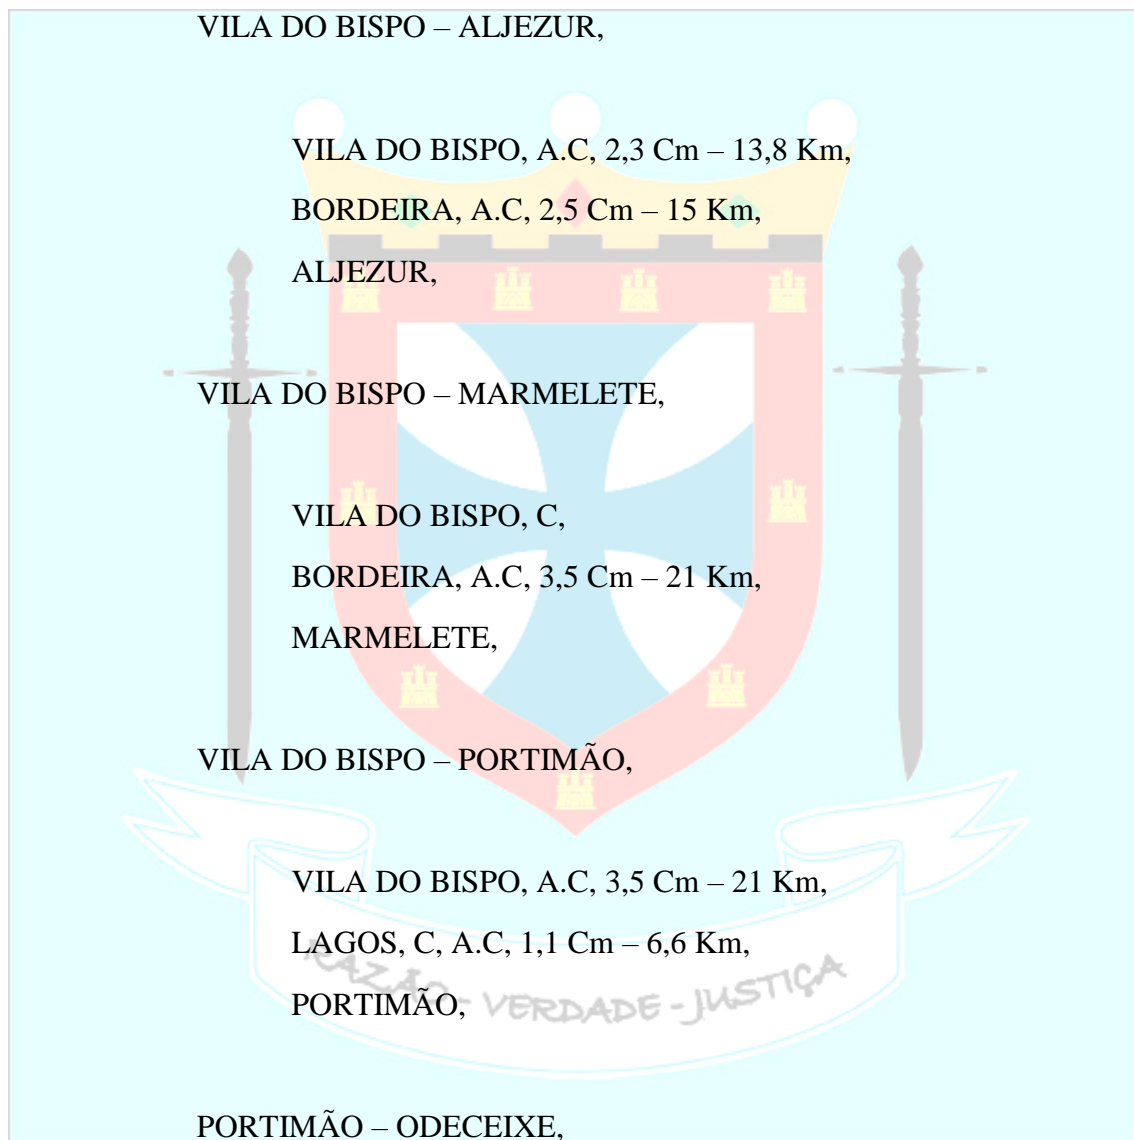 VILA DO BISPO – ALJEZUR,
VILA DO BISPO, A.C, 2,3 Cm – 13,8 Km,
BORDEIRA, A.C, 2,5 Cm – 15 Km,
ALJEZUR,
VILA DO BISPO – MARMELETE,
VILA DO BISPO, C,
BORDEIRA, A.C, 3,5 Cm – 21 Km,
MARMELETE,
VILA DO BISPO – PORTIMÃO,
VILA DO BISPO, A.C, 3,5 Cm – 21 Km,
LAGOS, C, A.C, 1,1 Cm – 6,6 Km,
RAZÃO - VERDADE - JUSTIÇA
PORTIMÃO,
PORTIMÃO – ODECEIXE,